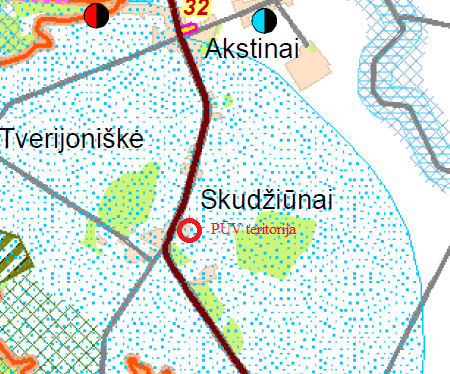 32
Akstinai
Tverijoniškė
Skudžiūnai
PŪV teritorija